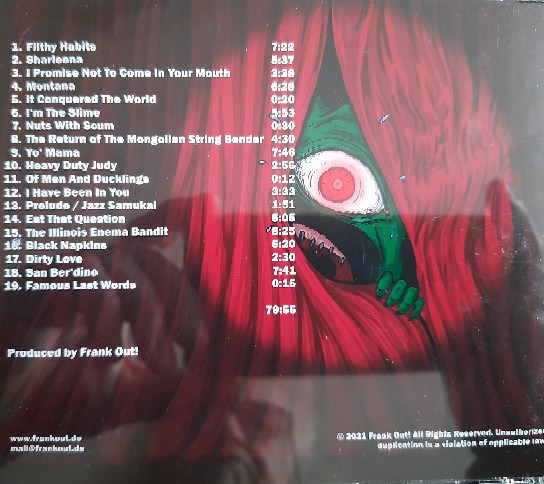 1. Filthy Habits 7:22
2. Sharleena 5:37
3. I Promise Not To Come In Your Mouth 2:38
4. Montana 6:28
5. It Conquered The World 0:20
6. I'm The Slime 5:53
7. Nuts With Scum 0:30
8. The Return of The Mongolian String Bender 4:30
9. Yo' Mama 7:46
10. Heavy Duty Judy 2:56
11. Of Men And Ducklings 0:12
12. I Have Been In You 3:33
13. Prelude / Jazz Samukai 1:51
14. Eat That Question 6:06
15. The Illinois Enema Bandit 8:25
16. Black Napkins 6:20
17. Dirty Love 2:30
18. San Ber'dino 7:41
19. Famous Last Words 0:15
79:55
Produced by Frank Out!
www.frankout.de
mail@frankout.de
© 2021 Frank Out! All Rights Reserved. Unauthorized
duplication is a violation of applicable law